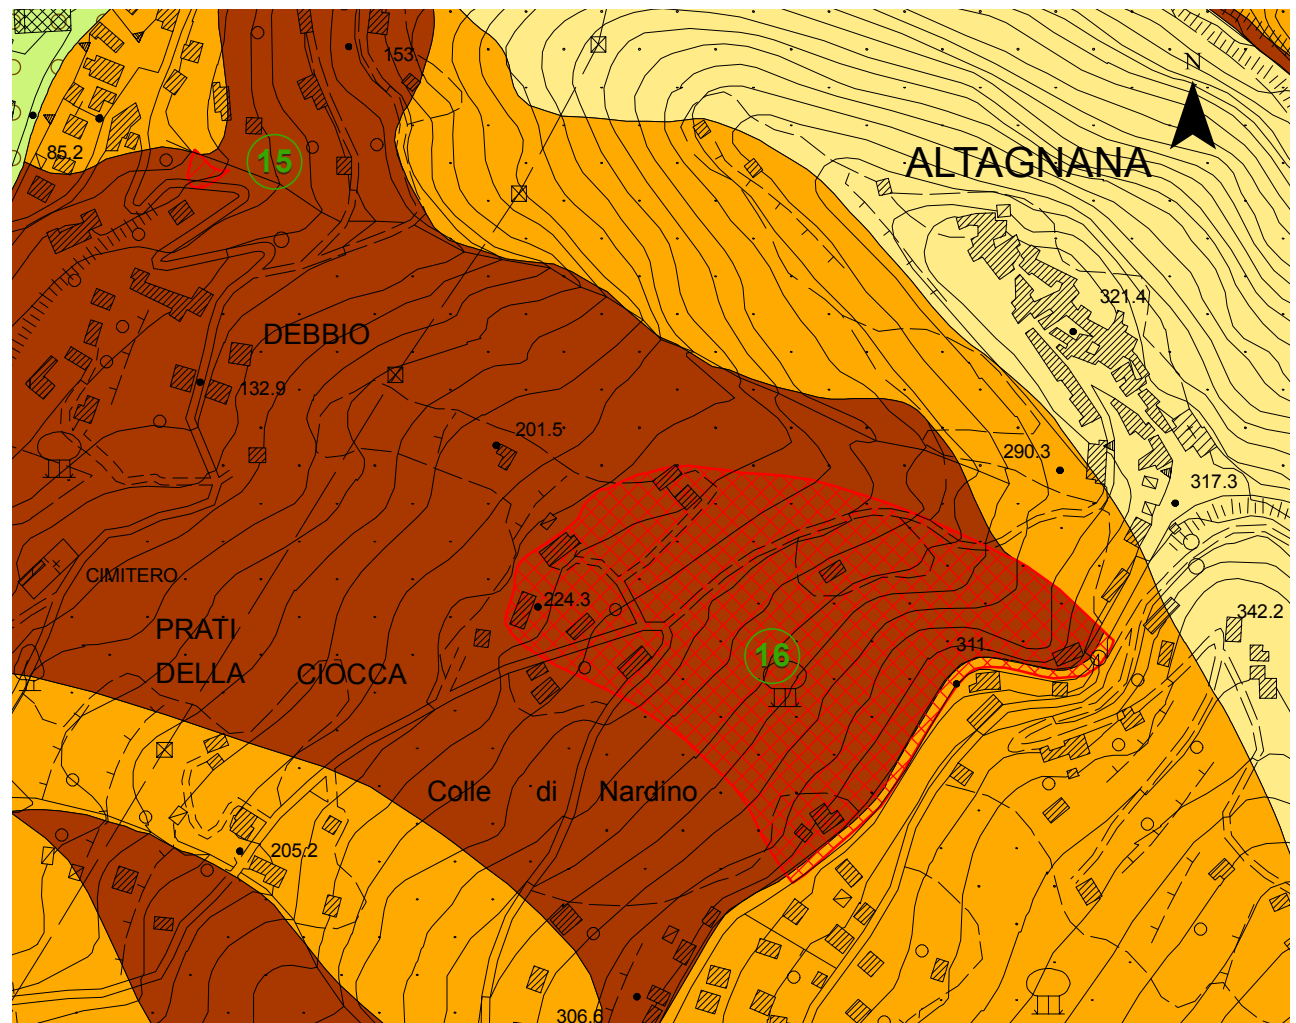 153
N
85.2
15
ALTAGNANA
321.4
DEBBIO
132.9
201.5
290.3
317.3
CIMITERO
224.3
342.2
PRATI
311
16
DELLA CIOCCA
Colle di Nardino
205.2
306.6